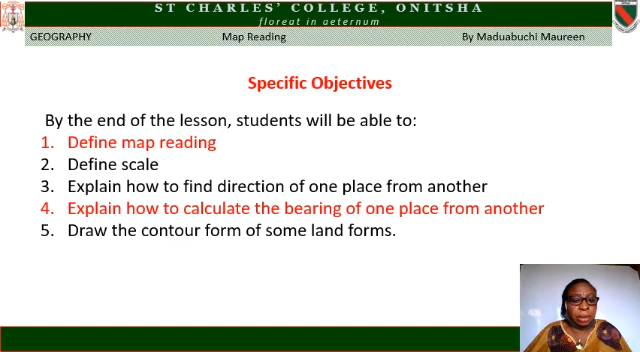 ST CHARLES' COLLEGE, ONITSHA
floreat in aeternum
GEOGRAPHY Map Reading By Maduabuchi Maureen
Specific Objectives
By the end of the lesson, students will be able to:
1. Define map reading
2. Define scale
3. Explain how to find direction of one place from another
4. Explain how to calculate the bearing of one place from another
5. Draw the contour form of some land forms.